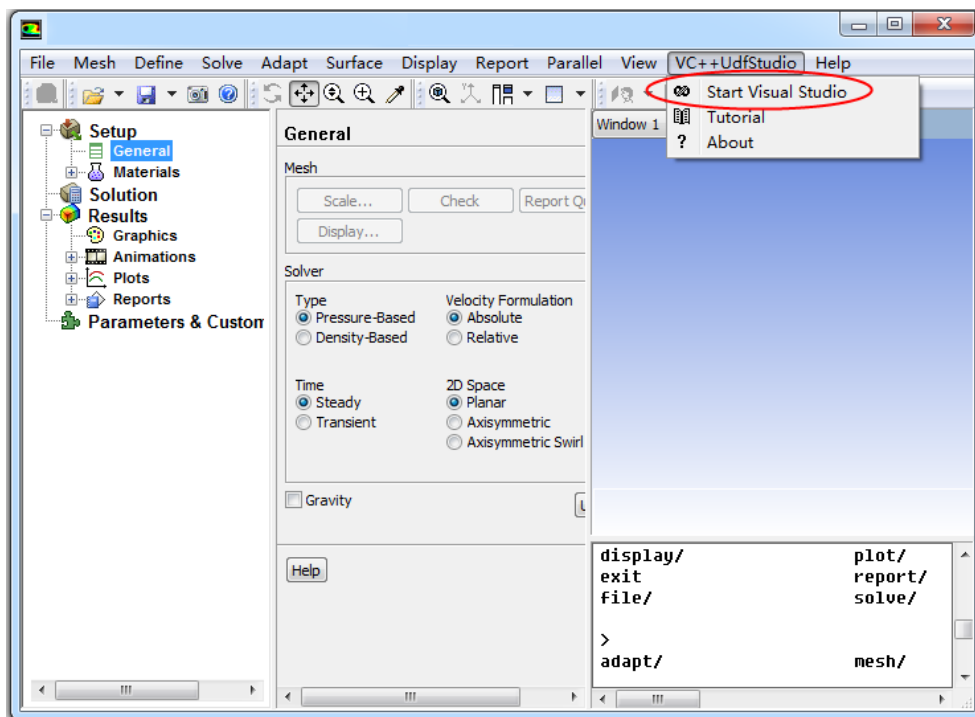 File Mesh Define Solve Adapt Surface Display Report Parallel View VC++UdfStudio Help
Start Visual Studio
Tutorial
? About
Setup
General
Materials
Solution
Results
Graphics
Animations
Plots
Reports
Parameters & Custom
General
Mesh
Scale... Check Report Qu
Display...
Solver
Type Velocity Formulation
Pressure-Based Absolute
Density-Based Relative
Time 2D Space
Steady Planar
Transient Axisymmetric
Axisymmetric Swirl
Gravity
Help
Window 1
display/ plot/
exit report/
file/ solve/
>
adapt/ mesh/